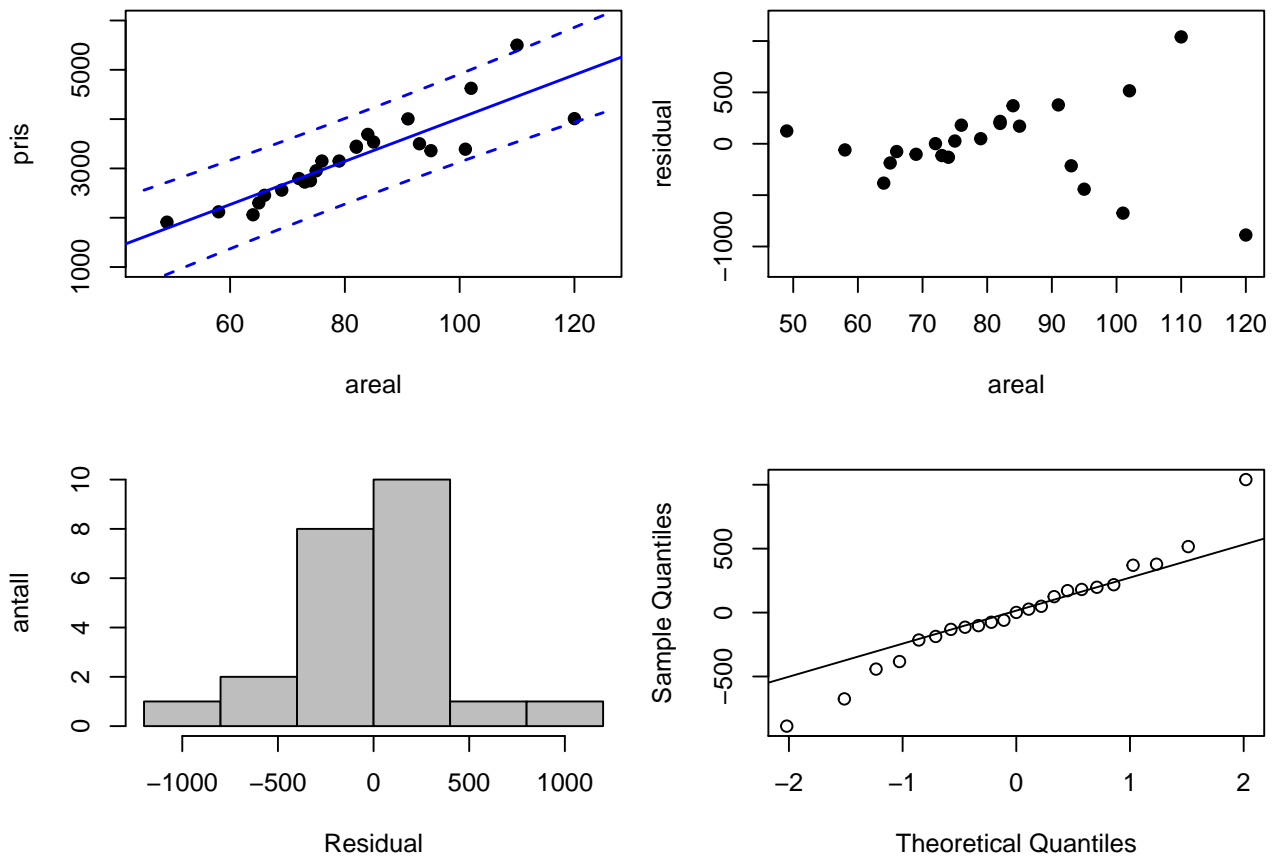 pris
5000
3000
1000
60 80 100 120
areal
residual
500
0
−1000
50 60 70 80 90 100 110 120
areal
antall
10
8
6
4
2
0
−1000 −500 0 500 1000
Residual
Sample Quantiles
500
0
−500
−2 −1 0 1 2
Theoretical Quantiles